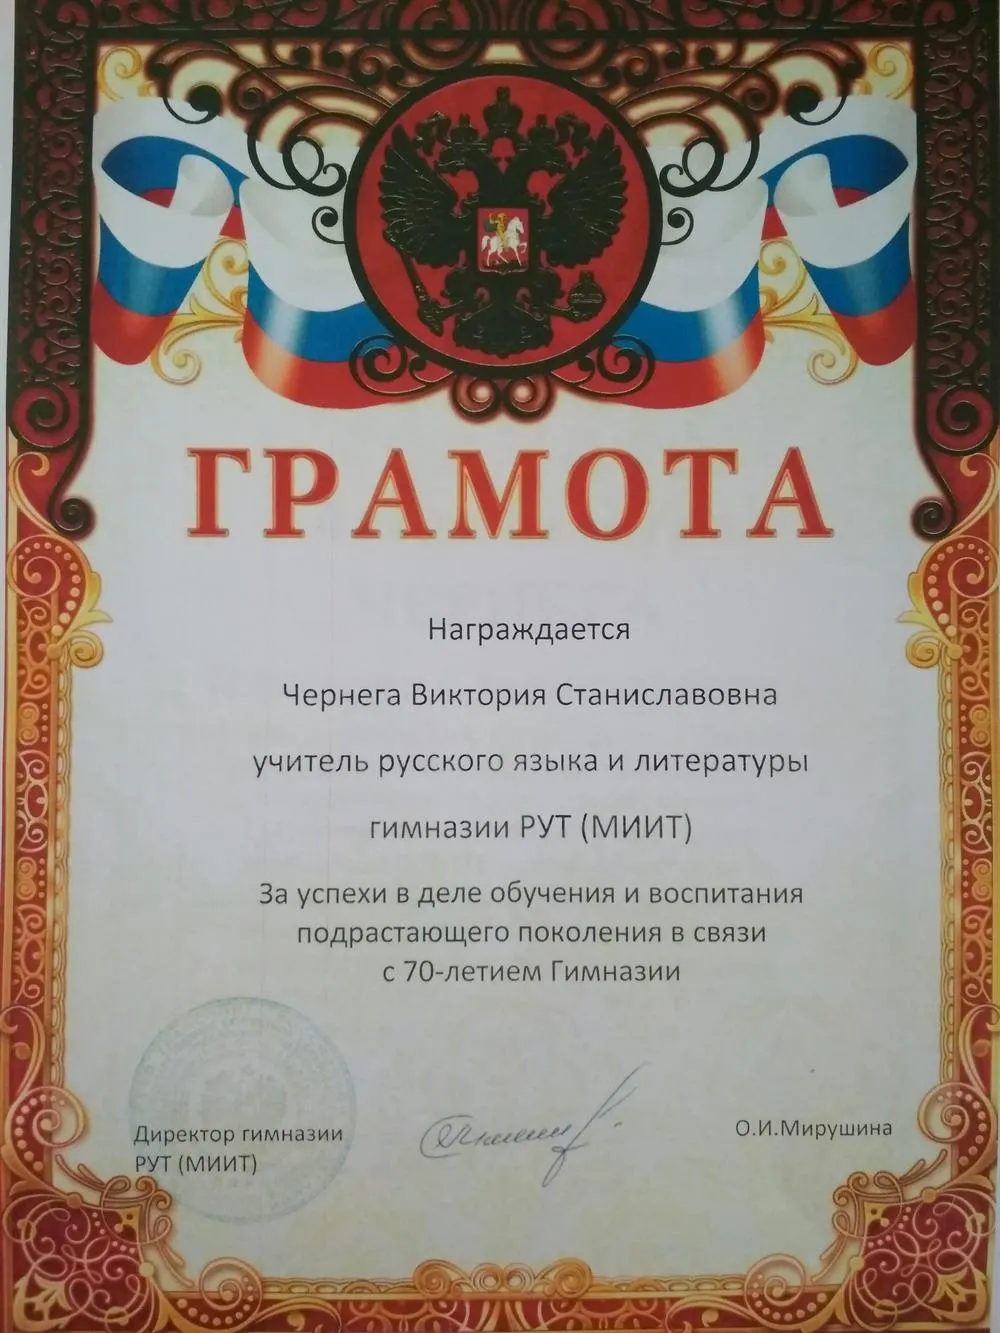 ГРАМОТА
Награждается
Чернега Виктория Станиславовна
учитель русского языка и литературы
гимназии РУТ (МИИТ)
За успехи в деле обучения и воспитания
подрастающего поколения в связи
с 70-летием Гимназии
Директор гимназии
РУТ (МИИТ)
О.И.Мирушина